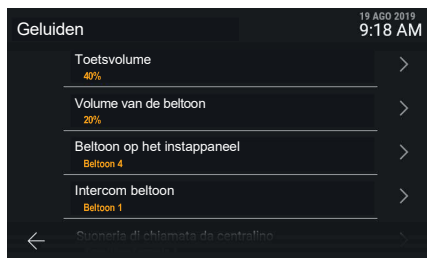 Geluiden
19 AGO 2019
9:18 AM
Toetsvolume
40%
Volume van de beltoon
20%
Beltoon op het instappaneel
Beltoon 4
Intercom beltoon
Beltoon 1
Suoneria di chiamata da centralino